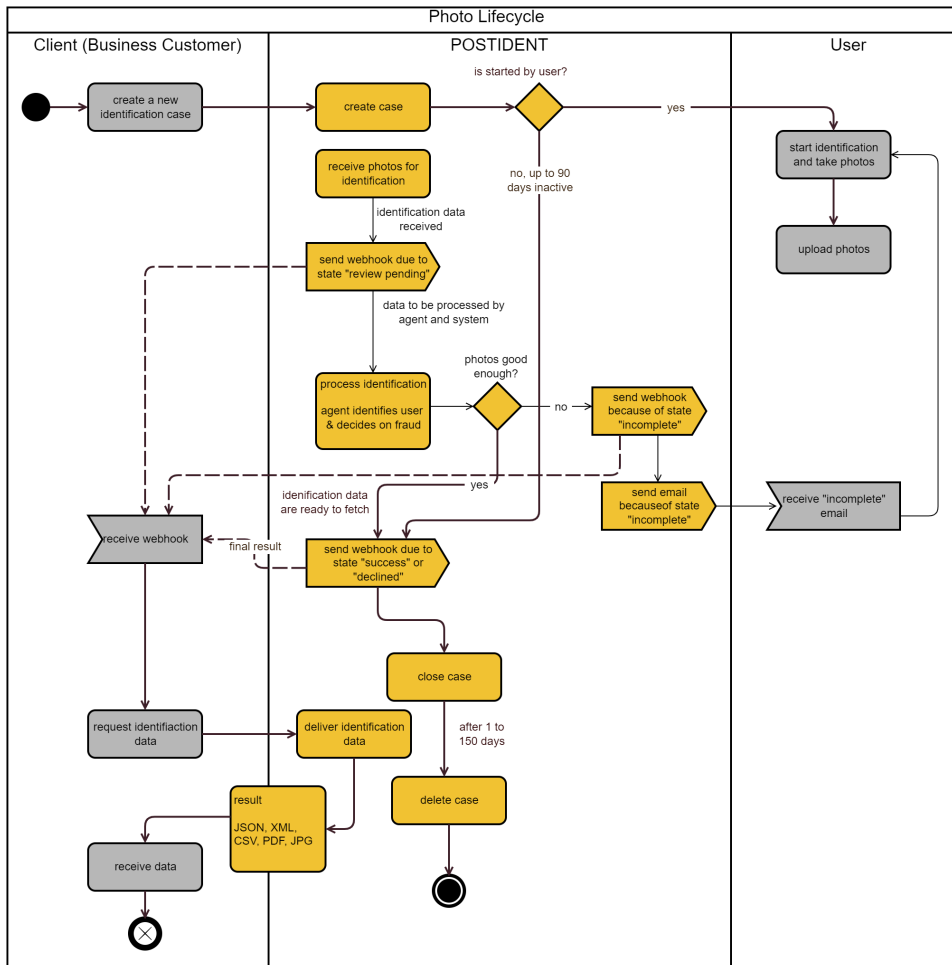 Photo Lifecycle
Client (Business Customer)
POSTIDENT
User
is started by user?
create a new
identification case
create case
yes
start identification
and take photos
receive photos for
identification
no, up to 90
days inactive
identification data
received
upload photos
send webhook due to
state "review pending"
data to be processed by
agent and system
photos good
enough?
process identification
agent identifies user
& decides on fraud
no
send webhook
because of state
"incomplete"
yes
idenification data
are ready to fetch
send email
becauseof state
"incomplete"
receive "incomplete"
email
receive webhook
final result
send webhook due to
state "success" or
"declined"
close case
request identifiaction
data
deliver identification
data
after 1 to
150 days
result
JSON, XML,
CSV, PDF, JPG
delete case
receive data